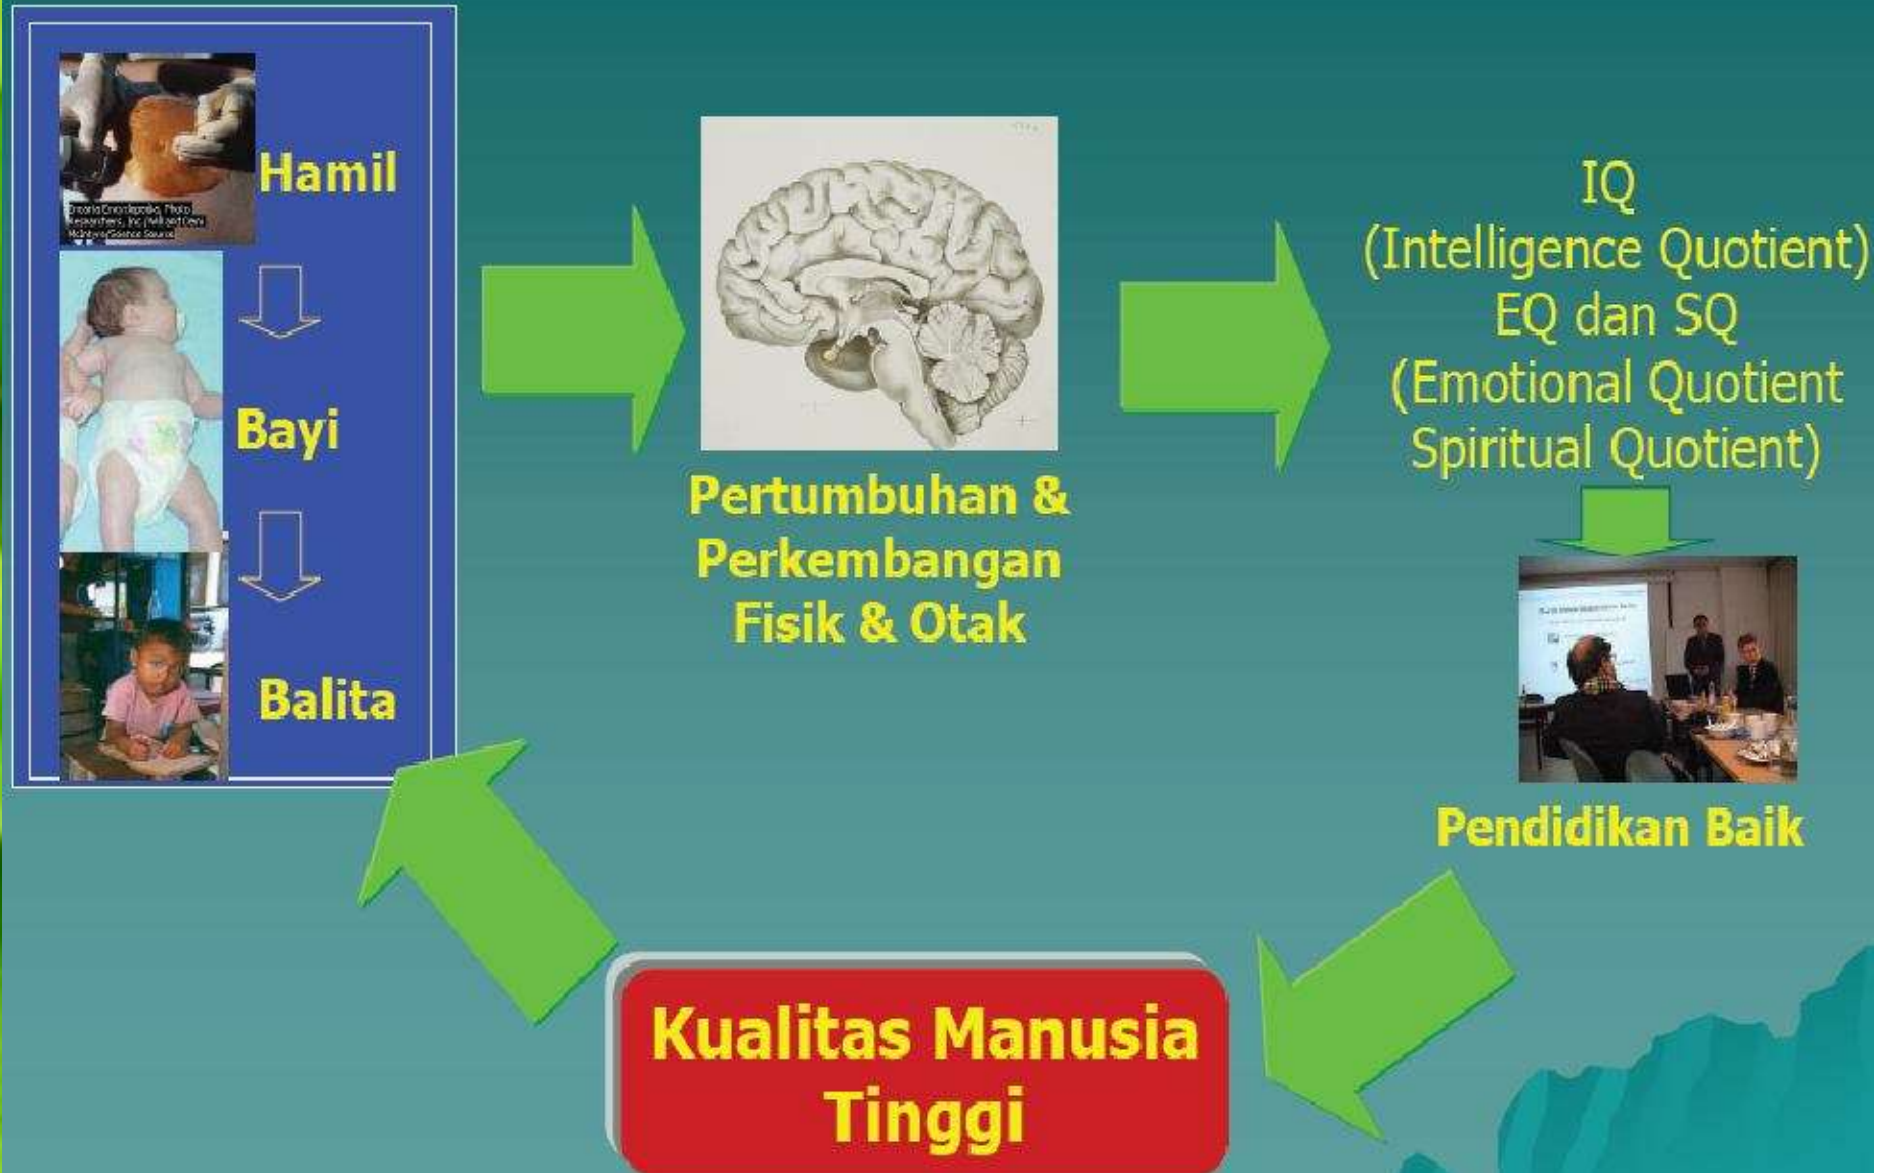 Hamil
Bayi
Balita
Pertumbuhan &
Perkembangan
Fisik & Otak
IQ
(Intelligence Quotient)
EQ dan SQ
(Emotional Quotient
Spiritual Quotient)
Pendidikan Baik
Kualitas Manusia
Tinggi